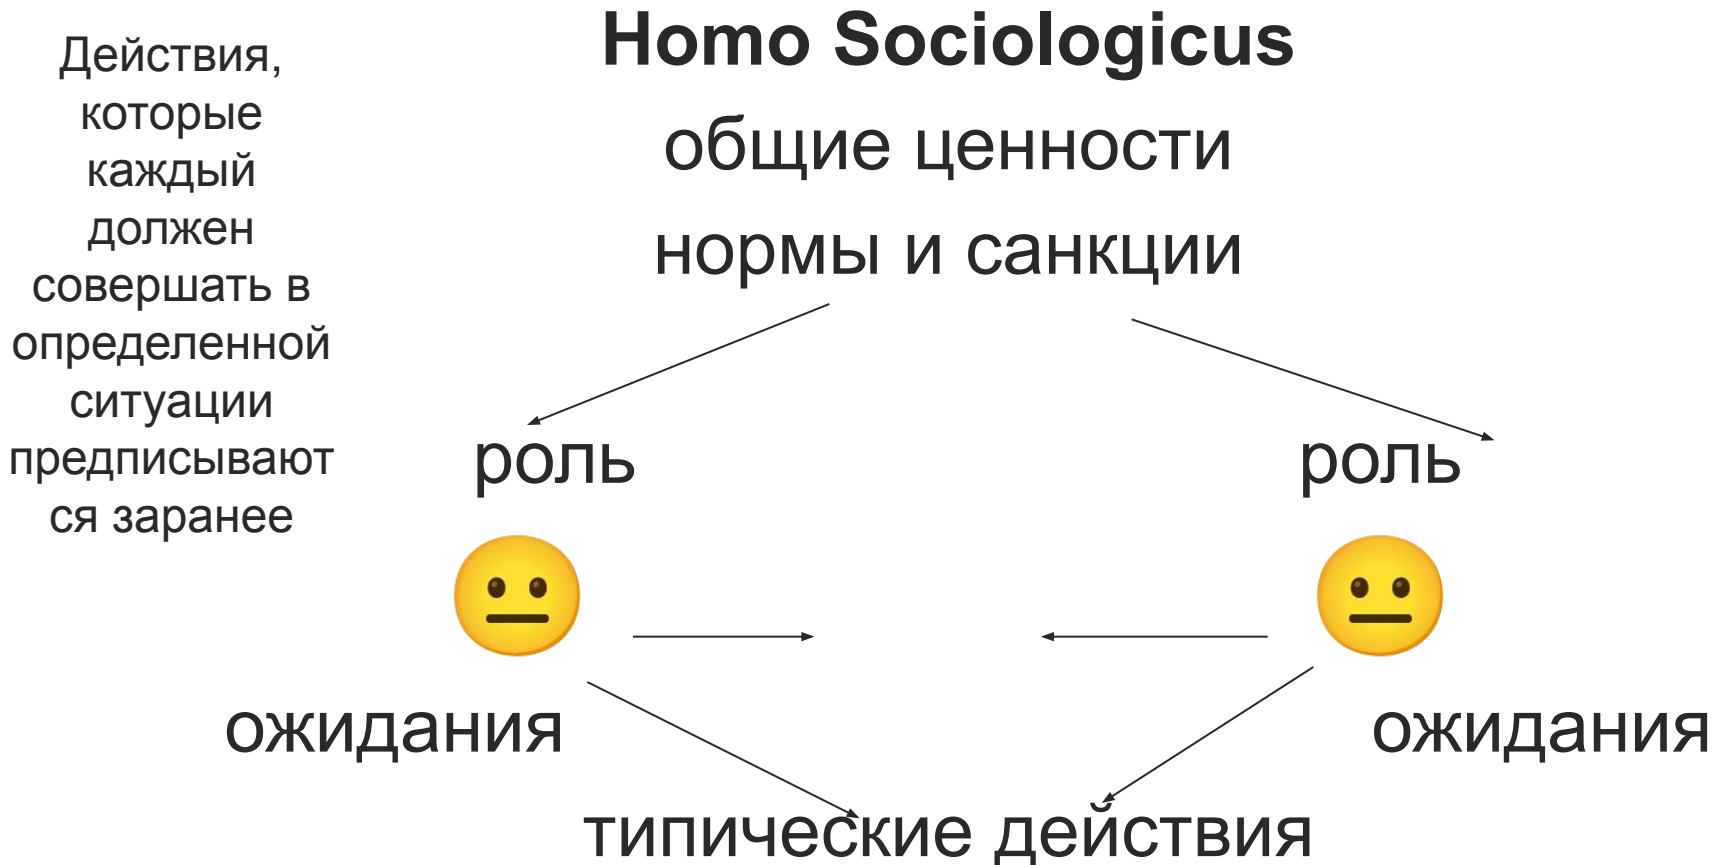 Homo Sociologicus
общие ценности
нормы и санкции
Действия,
которые
каждый
должен
совершать в
определенной
ситуации
предписывают
ся заранее
роль
роль
ожидания
ожидания
типические действия